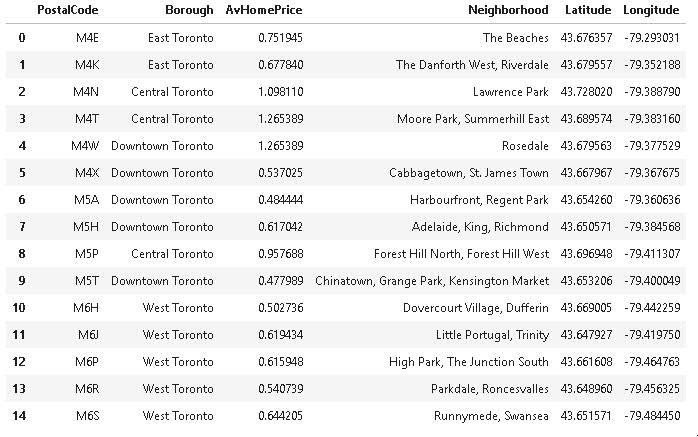 PostalCode Borough AvHomePrice Neighborhood Latitude Longitude
0 M4E East Toronto 0.751945 The Beaches 43.676357 -79.293031
1 M4K East Toronto 0.677840 The Danforth West, Riverdale 43.679557 -79.352188
2 M4N Central Toronto 1.098110 Lawrence Park 43.728020 -79.388790
3 M4T Central Toronto 1.265389 Moore Park, Summerhill East 43.689574 -79.383160
4 M4W Downtown Toronto 1.265389 Rosedale 43.679563 -79.377529
5 M4X Downtown Toronto 0.537025 Cabbagetown, St. James Town 43.667967 -79.367675
6 M5A Downtown Toronto 0.484444 Harbourfront, Regent Park 43.654260 -79.360636
7 M5H Downtown Toronto 0.617042 Adelaide, King, Richmond 43.650571 -79.384568
8 M5P Central Toronto 0.957688 Forest Hill North, Forest Hill West 43.696948 -79.411307
9 M5T Downtown Toronto 0.477989 Chinatown, Grange Park, Kensington Market 43.653206 -79.400049
10 M6H West Toronto 0.502736 Dovercourt Village, Dufferin 43.669005 -79.442259
11 M6J West Toronto 0.619434 Little Portugal, Trinity 43.647927 -79.419750
12 M6P West Toronto 0.615948 High Park, The Junction South 43.661608 -79.464763
13 M6R West Toronto 0.540739 Parkdale, Roncesvalles 43.648960 -79.456325
14 M6S West Toronto 0.644205 Runnymede, Swansea 43.651571 -79.484450